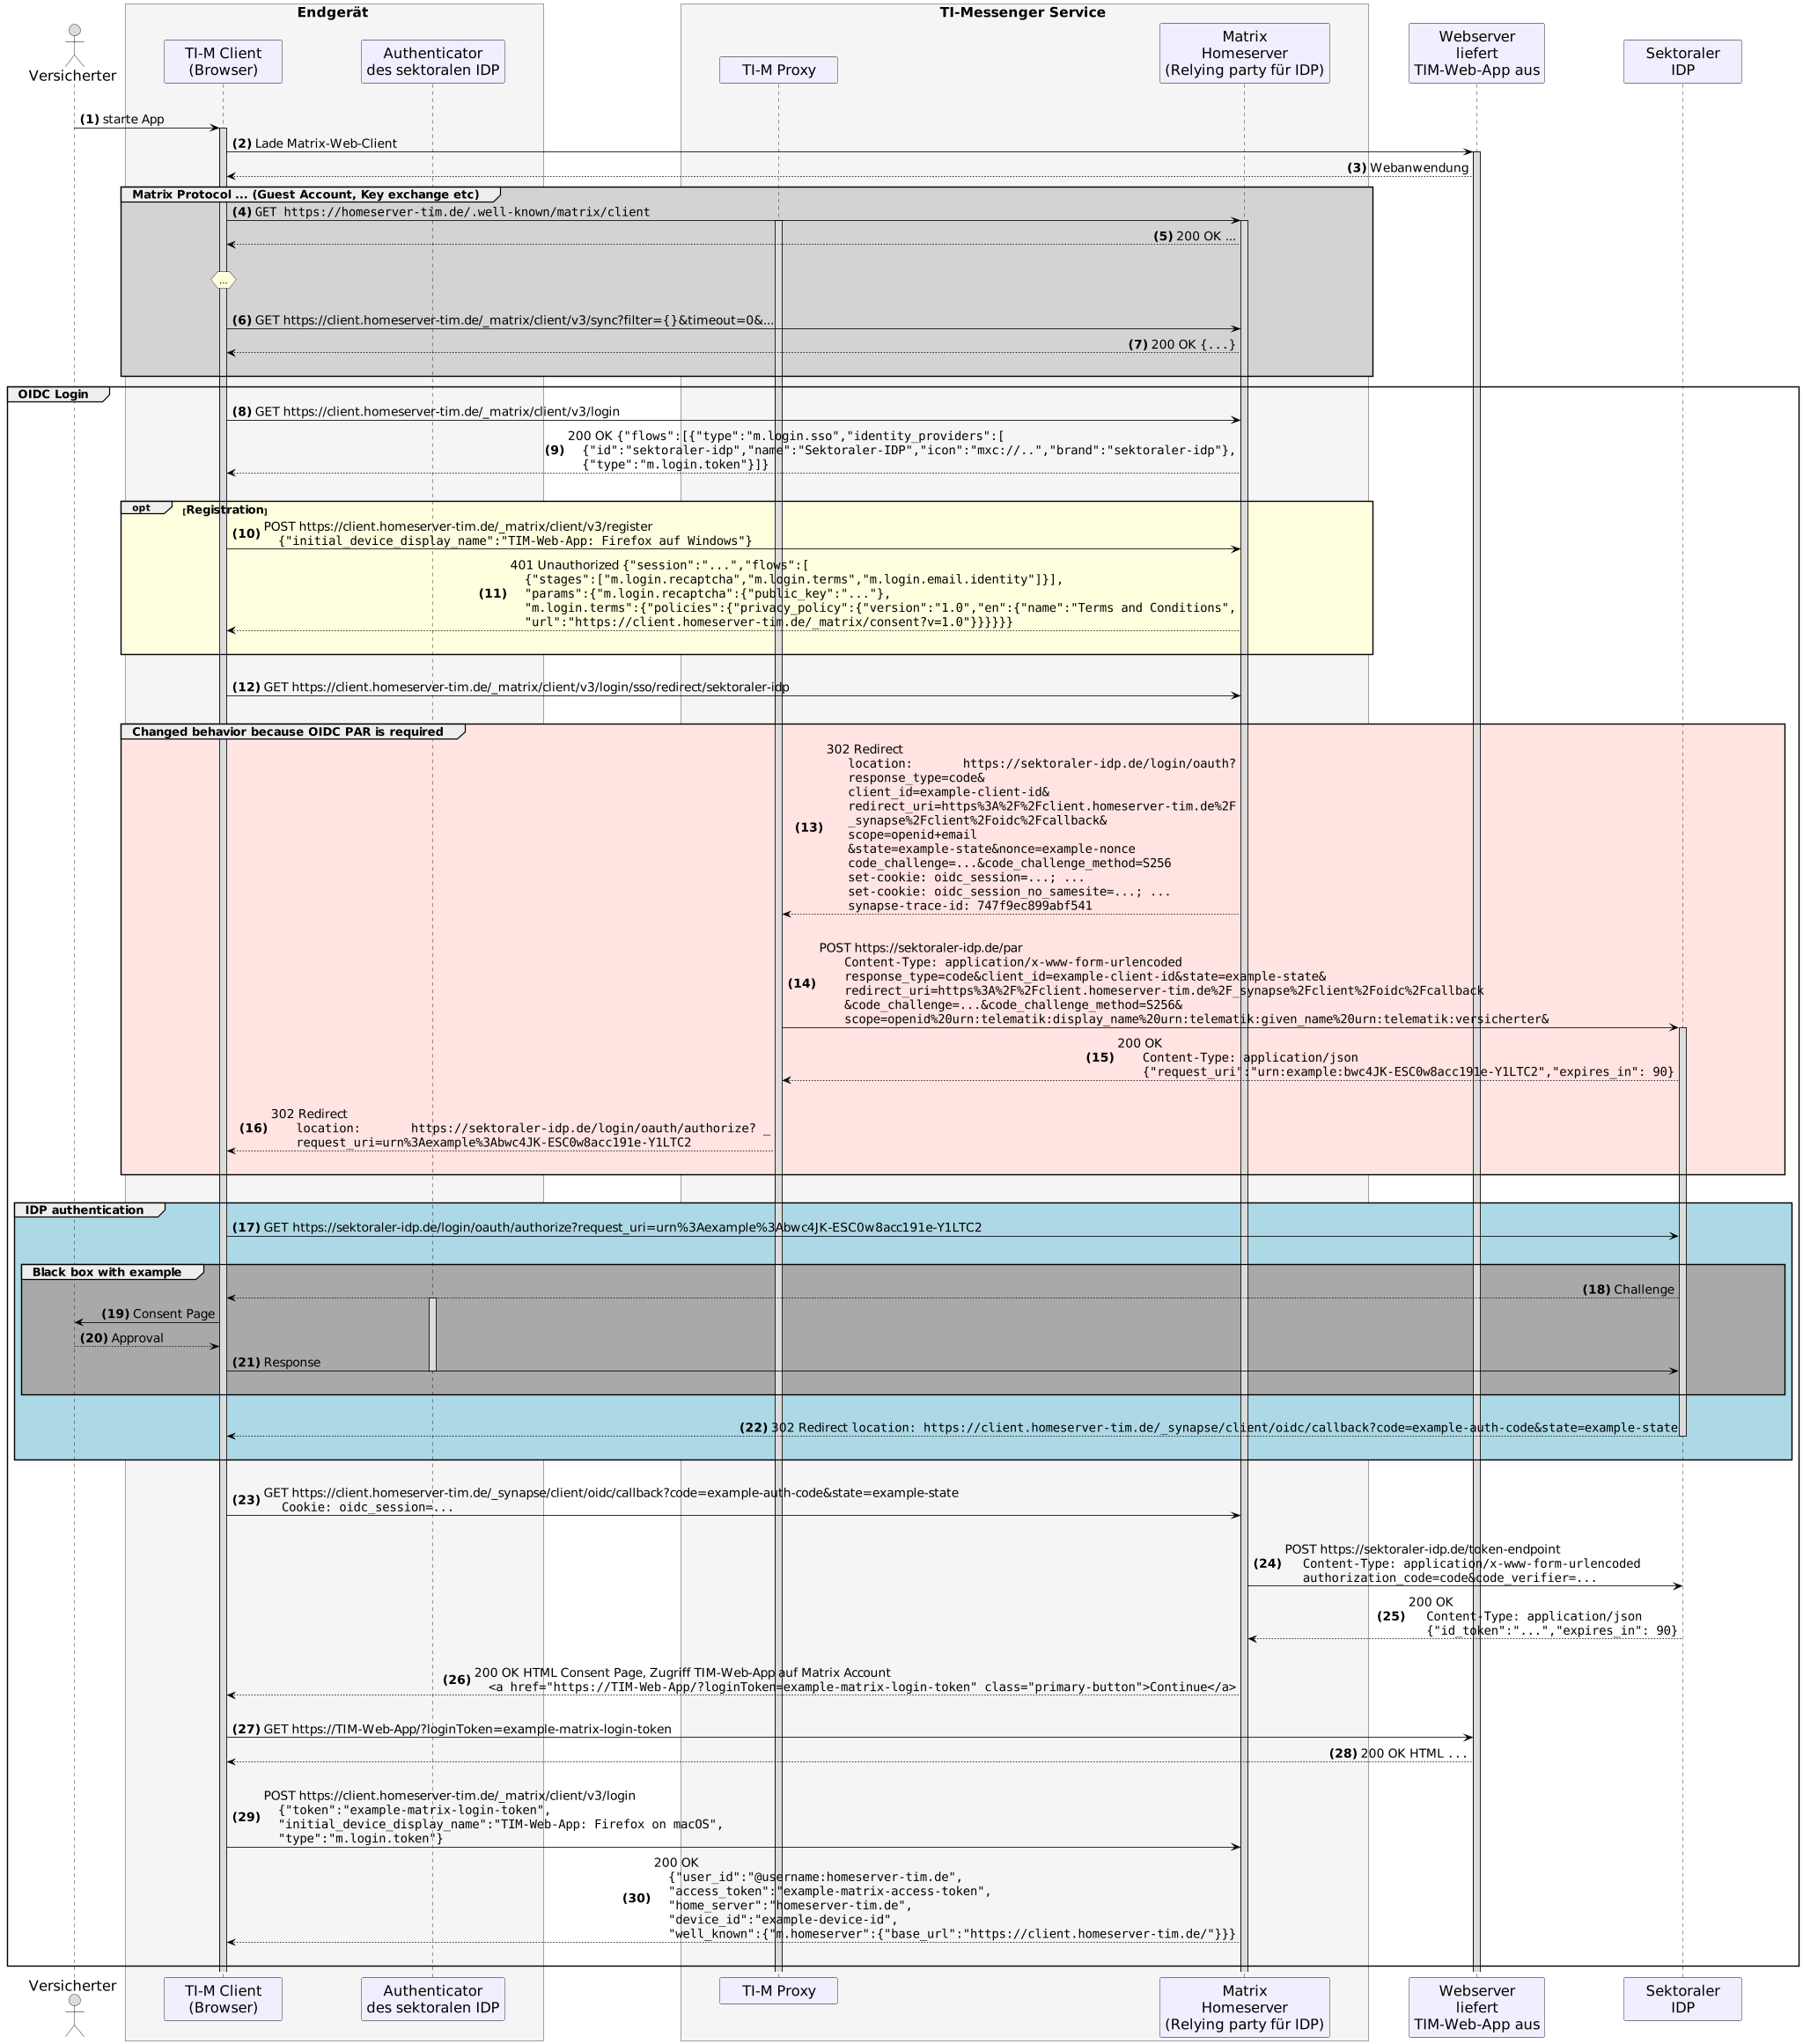 Endgerät
TI-Messenger Service
Versicherter
TI-M Client
(Browser)
Authenticator
des sektoralen IDP
TI-M Proxy
Matrix
Homeserver
(Relying party für IDP)
Webserver
liefert
TIM-Web-App aus
Sektoraler
IDP
(1) starte App
(2) Lade Matrix-Web-Client
(3) Webanwendung
Matrix Protocol ... (Guest Account, Key exchange etc)
(4) GET https://homeserver-tim.de/.well-known/matrix/client
(5) 200 OK ...
...
(6) GET https://client.homeserver-tim.de/_matrix/client/v3/sync?filter={}&timeout=0&...
(7) 200 OK {...}
OIDC Login
(8) GET https://client.homeserver-tim.de/_matrix/client/v3/login
200 OK {"flows":[{"type":"m.login.sso","identity_providers":[
(9) {"id":"sektoraler-idp","name":"Sektoraler-IDP","icon":"mxc://..","brand":"sektoraler-idp"},
{"type":"m.login.token"}]}
opt [Registration]
POST https://client.homeserver-tim.de/_matrix/client/v3/register
(10) {"initial_device_display_name":"TIM-Web-App: Firefox auf Windows"}
401 Unauthorized {"session":"...","flows":[
{"stages":["m.login.recaptcha","m.login.terms","m.login.email.identity"]}],
(11) "params":{"m.login.recaptcha":{"public_key":"..."},
"m.login.terms":{"policies":{"privacy_policy":{"version":"1.0","en":{"name":"Terms and Conditions",
"url":"https://client.homeserver-tim.de/_matrix/consent?v=1.0"}}}}}}
(12) GET https://client.homeserver-tim.de/_matrix/client/v3/login/sso/redirect/sektoraler-idp
Changed behavior because OIDC PAR is required
302 Redirect
location: https://sektoraler-idp.de/login/oauth?
response_type=code&
client_id=example-client-id&
redirect_uri=https%3A%2F%2Fclient.homeserver-tim.de%2F
_synapse%2Fclient%2Foidc%2Fcallback&
(13) scope=openid+email
&state=example-state&nonce=example-nonce
code_challenge=...&code_challenge_method=S256
set-cookie: oidc_session=...; ...
set-cookie: oidc_session_no_samesite=...; ...
synapse-trace-id: 747f9ec899abf541
POST https://sektoraler-idp.de/par
Content-Type: application/x-www-form-urlencoded
(14) response_type=code&client_id=example-client-id&state=example-state&
redirect_uri=https%3A%2F%2Fclient.homeserver-tim.de%2F_synapse%2Fclient%2Foidc%2Fcallback
&code_challenge=...&code_challenge_method=S256&
scope=openid%20urn:telematik:display_name%20urn:telematik:given_name%20urn:telematik:versicherter&
200 OK
(15) Content-Type: application/json
{"request_uri":"urn:example:bwc4JK-ESC0w8acc191e-Y1LTC2","expires_in": 90}
302 Redirect
(16) location: https://sektoraler-idp.de/login/oauth/authorize? _
request_uri=urn%3Aexample%3Abwc4JK-ESC0w8acc191e-Y1LTC2
IDP authentication
(17) GET https://sektoraler-idp.de/login/oauth/authorize?request_uri=urn%3Aexample%3Abwc4JK-ESC0w8acc191e-Y1LTC2
Black box with example
(18) Challenge
(19) Consent Page
(20) Approval
(21) Response
(22) 302 Redirect location: https://client.homeserver-tim.de/_synapse/client/oidc/callback?code=example-auth-code&state=example-state
(23) GET https://client.homeserver-tim.de/_synapse/client/oidc/callback?code=example-auth-code&state=example-state
Cookie: oidc_session=...
POST https://sektoraler-idp.de/token-endpoint
(24) Content-Type: application/x-www-form-urlencoded
authorization_code=code&code_verifier=...
200 OK
(25) Content-Type: application/json
{"id_token":"...","expires_in": 90}
(26) 200 OK HTML Consent Page, Zugriff TIM-Web-App auf Matrix Account
<a href="https://TIM-Web-App/?loginToken=example-matrix-login-token" class="primary-button">Continue</a>
(27) GET https://TIM-Web-App/?loginToken=example-matrix-login-token
(28) 200 OK HTML ...
POST https://client.homeserver-tim.de/_matrix/client/v3/login
(29) {"token":"example-matrix-login-token",
"initial_device_display_name":"TIM-Web-App: Firefox on macOS",
"type":"m.login.token"}
200 OK
{"user_id":"@username:homeserver-tim.de",
(30) "access_token":"example-matrix-access-token",
"home_server":"homeserver-tim.de",
"device_id":"example-device-id",
"well_known":{"m.homeserver":{"base_url":"https://client.homeserver-tim.de/"}}}
Versicherter
TI-M Client
(Browser)
Authenticator
des sektoralen IDP
TI-M Proxy
Matrix
Homeserver
(Relying party für IDP)
Webserver
liefert
TIM-Web-App aus
Sektoraler
IDP